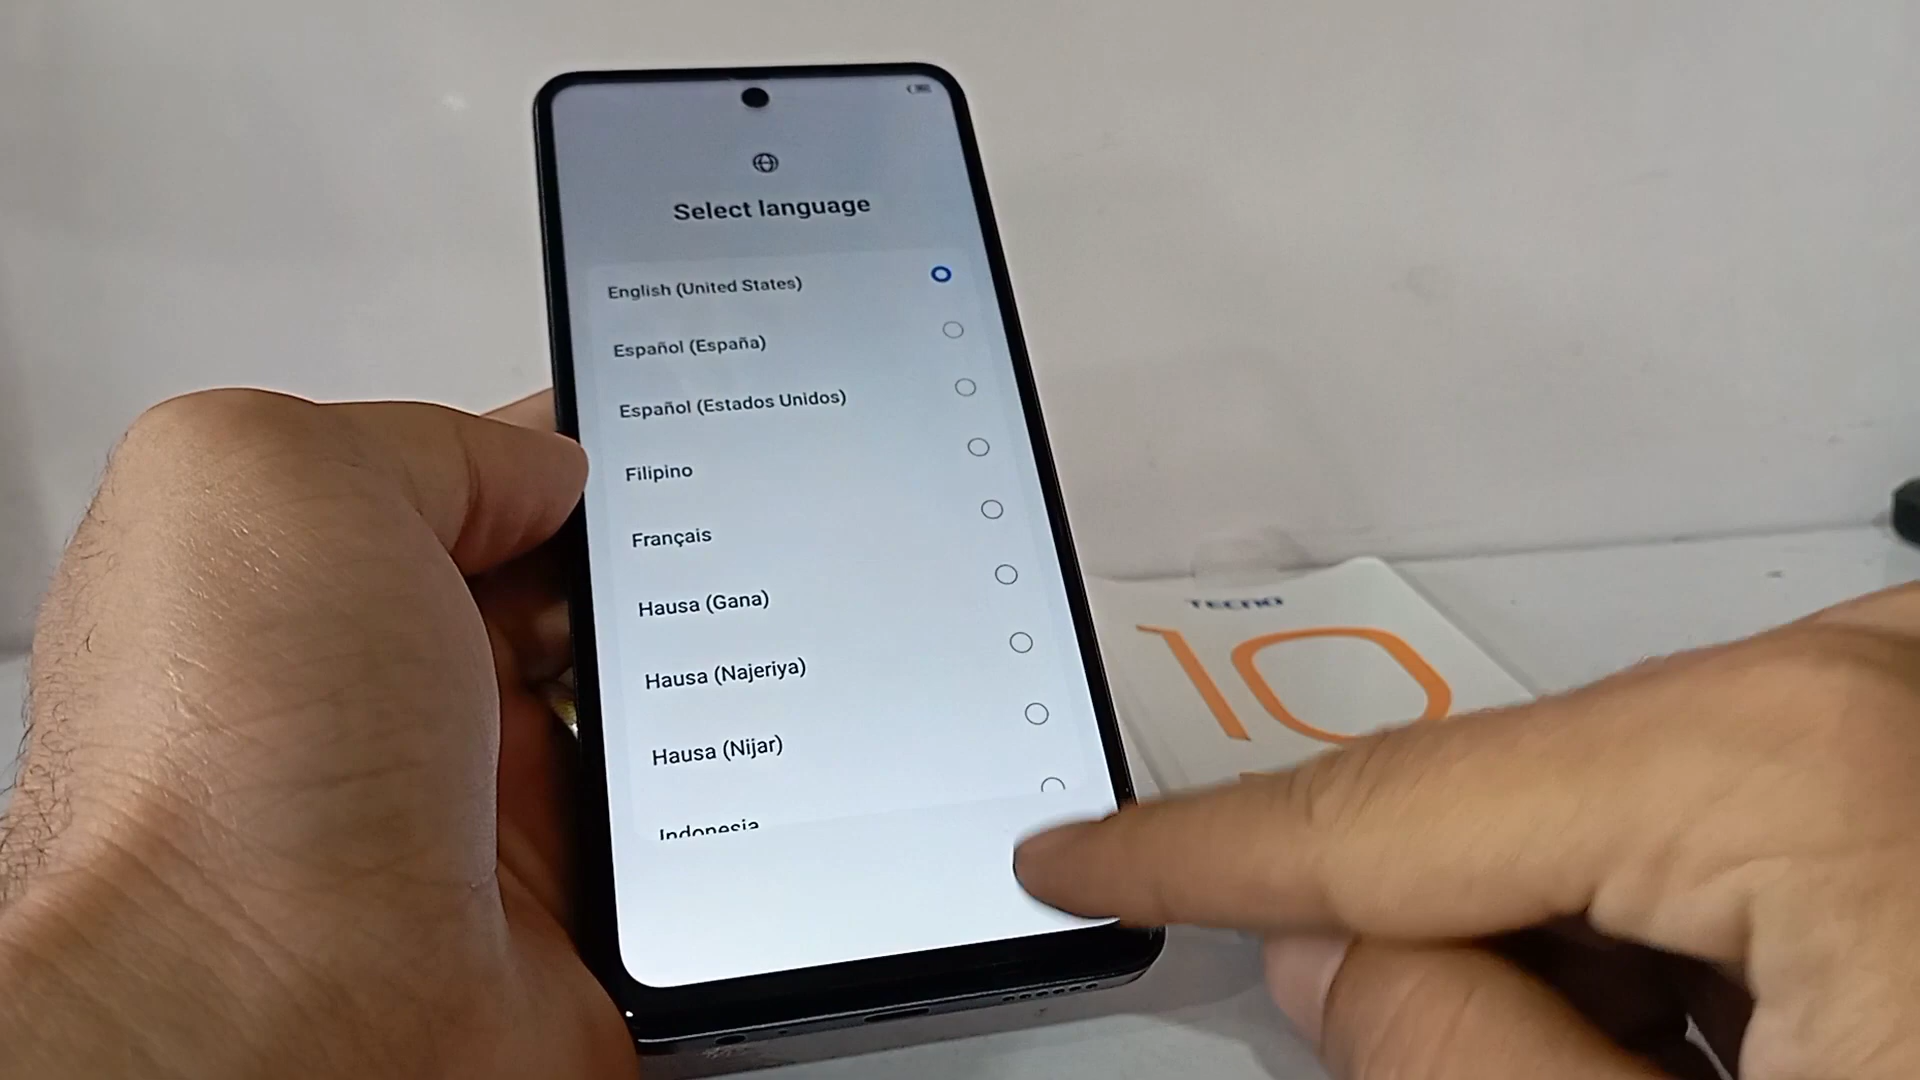 Select language
English (United States)
Español (España)
Español (Estados Unidos)
Filipino
Français
Hausa (Gana)
Hausa (Najeriya)
Hausa (Nijar)
Indonesia
TECNO
10